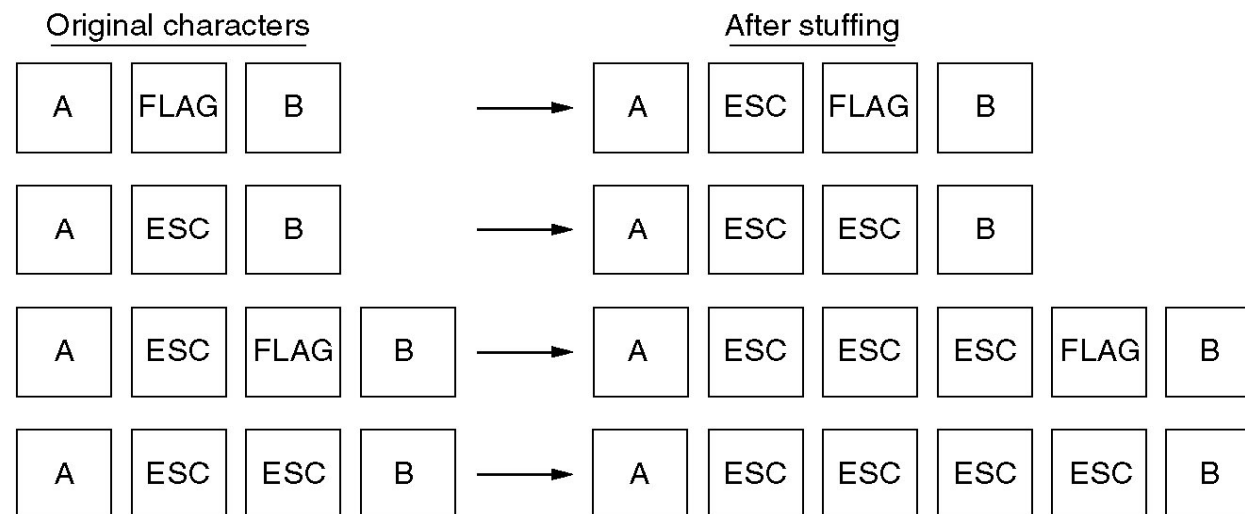 Original characters After stuffing
A FLAG B A ESC FLAG B
A ESC B A ESC ESC B
A ESC FLAG B A ESC ESC ESC FLAG B
A ESC ESC B A ESC ESC ESC ESC B